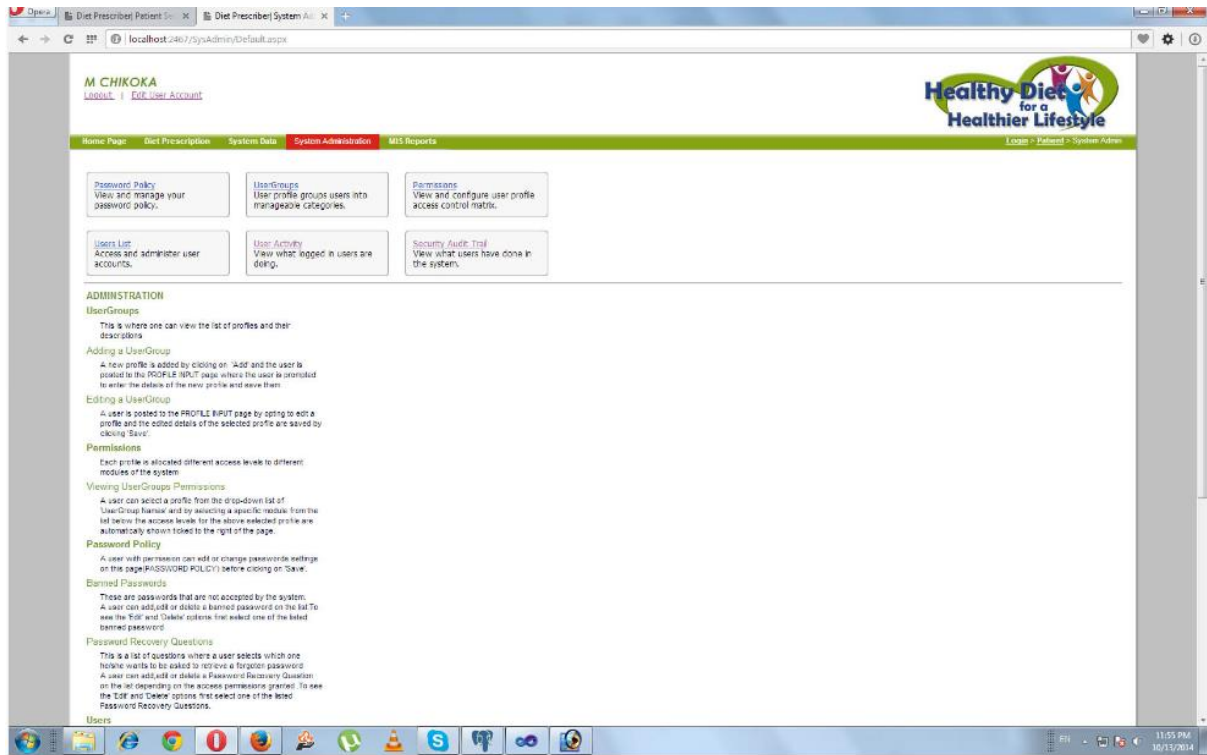 Opera
Diet Prescriber| Patient Se
Diet Prescriber| System Ad
localhost:2467/SysAdmin/Default.aspx
M CHIKOKA
Logout | Edit User Account
Healthy Diet
for a
Healthier Lifestyle
Home Page Diet Prescription System Data System Administration MIS Reports Login > Patient > System Admin
Password Policy
View and manage your
password policy.
UserGroups
User profile groups users into
manageable categories.
Permissions
View and configure user profile
access control matrix.
Users List
Access and administer user
accounts.
User Activity
View what logged in users are
doing.
Security Audit Trail
View what users have done in
the system.
ADMINSTRATION
UserGroups
This is where one can view the list of profiles and their
descriptions
Adding a UserGroup
A new profile is added by clicking on 'Add' and the user is
posted to the PROFILE INPUT page where the user is prompted
to enter the details of the new profile and save them
Editing a UserGroup
A user is posted to the PROFILE INPUT page by opting to edit a
profile and the edited details of the selected profile are saved by
clicking 'Save'.
Permissions
Each profile is allocated different access levels to different
modules of the system
Viewing UserGroups Permissions
A user can select a profile from the drop-down list of
'UserGroup Names' and by selecting a specific module from the
list below the access levels for the above selected profile are
automatically shown ticked to the right of the page.
Password Policy
A user with permission can edit or change passwords settings
on this page(PASSWORD POLICY) before clicking on 'Save'.
Banned Passwords
These are passwords that are not accepted by the system.
A user can add,edit or delete a banned password on the list.To
see the 'Edit' and 'Delete' options first select one of the listed
banned password
Password Recovery Questions
This is a list of questions where a user selects which one
he/she wants to be asked to retrieve a forgoten password
A user can add,edit or delete a Password Recovery Question
on the list depending on the access permissions granted .To see
the 'Edit' and 'Delete' options first select one of the listed
Password Recovery Questions.
Users
EN
11:55 PM
10/13/2014